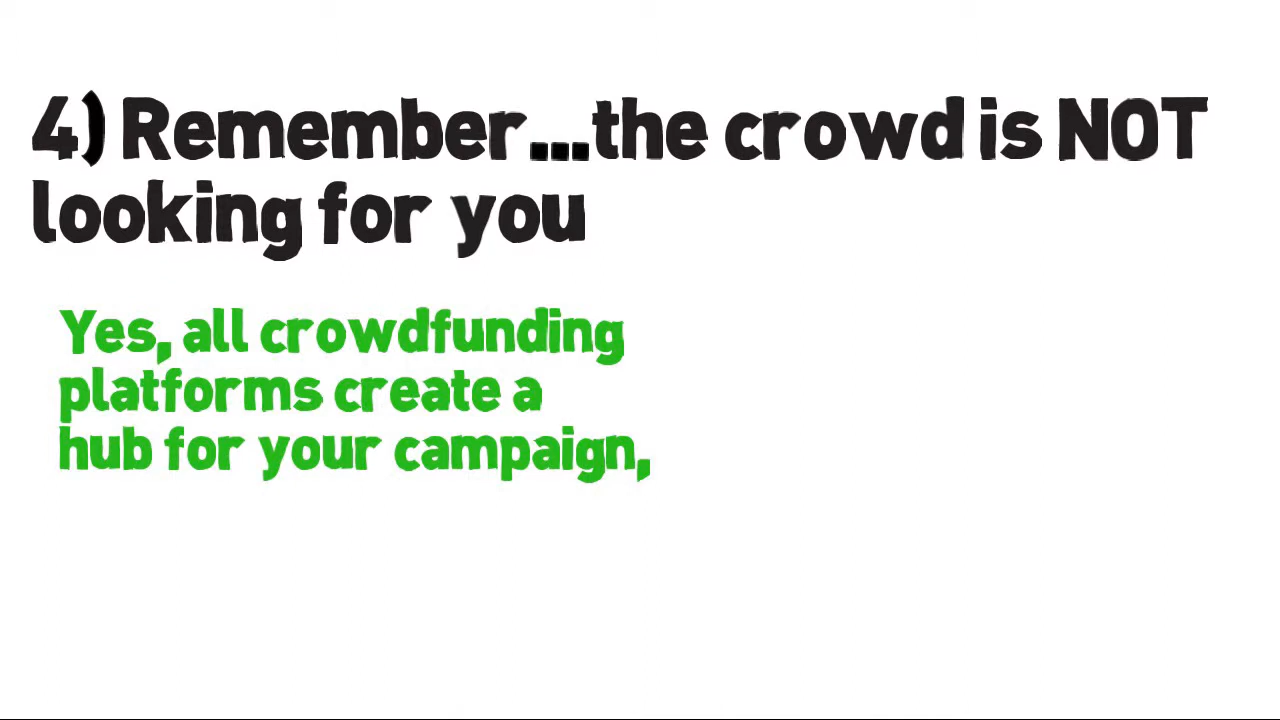 4) Remember...the crowd is NOT
looking for you
Yes, all crowdfunding
platforms create a
hub for your campaign,